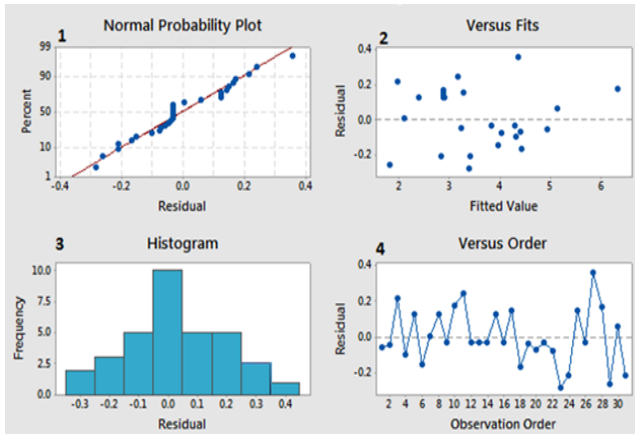 1 Normal Probability Plot
99
90
50
10
1
Percent
-0.4 -0.2 0.0 0.2 0.4
Residual
2 Versus Fits
0.4
0.2
0.0
-0.2
Residual
2 3 4 5 6
Fitted Value
3 Histogram
10.0
7.5
5.0
2.5
0.0
Frequency
-0.3 -0.2 -0.1 0.0 0.1 0.2 0.3 0.4
Residual
4 Versus Order
0.4
0.2
0.0
-0.2
Residual
2 4 6 8 10 12 14 16 18 20 22 24 26 28 30
Observation Order